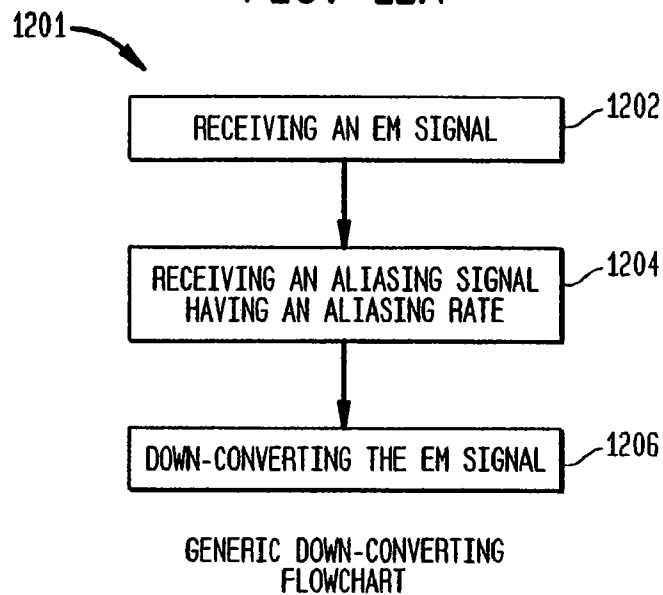 1201
RECEIVING AN EM SIGNAL
1202
RECEIVING AN ALIASING SIGNAL
HAVING AN ALIASING RATE
1204
DOWN-CONVERTING THE EM SIGNAL
1206
GENERIC DOWN-CONVERTING
FLOWCHART